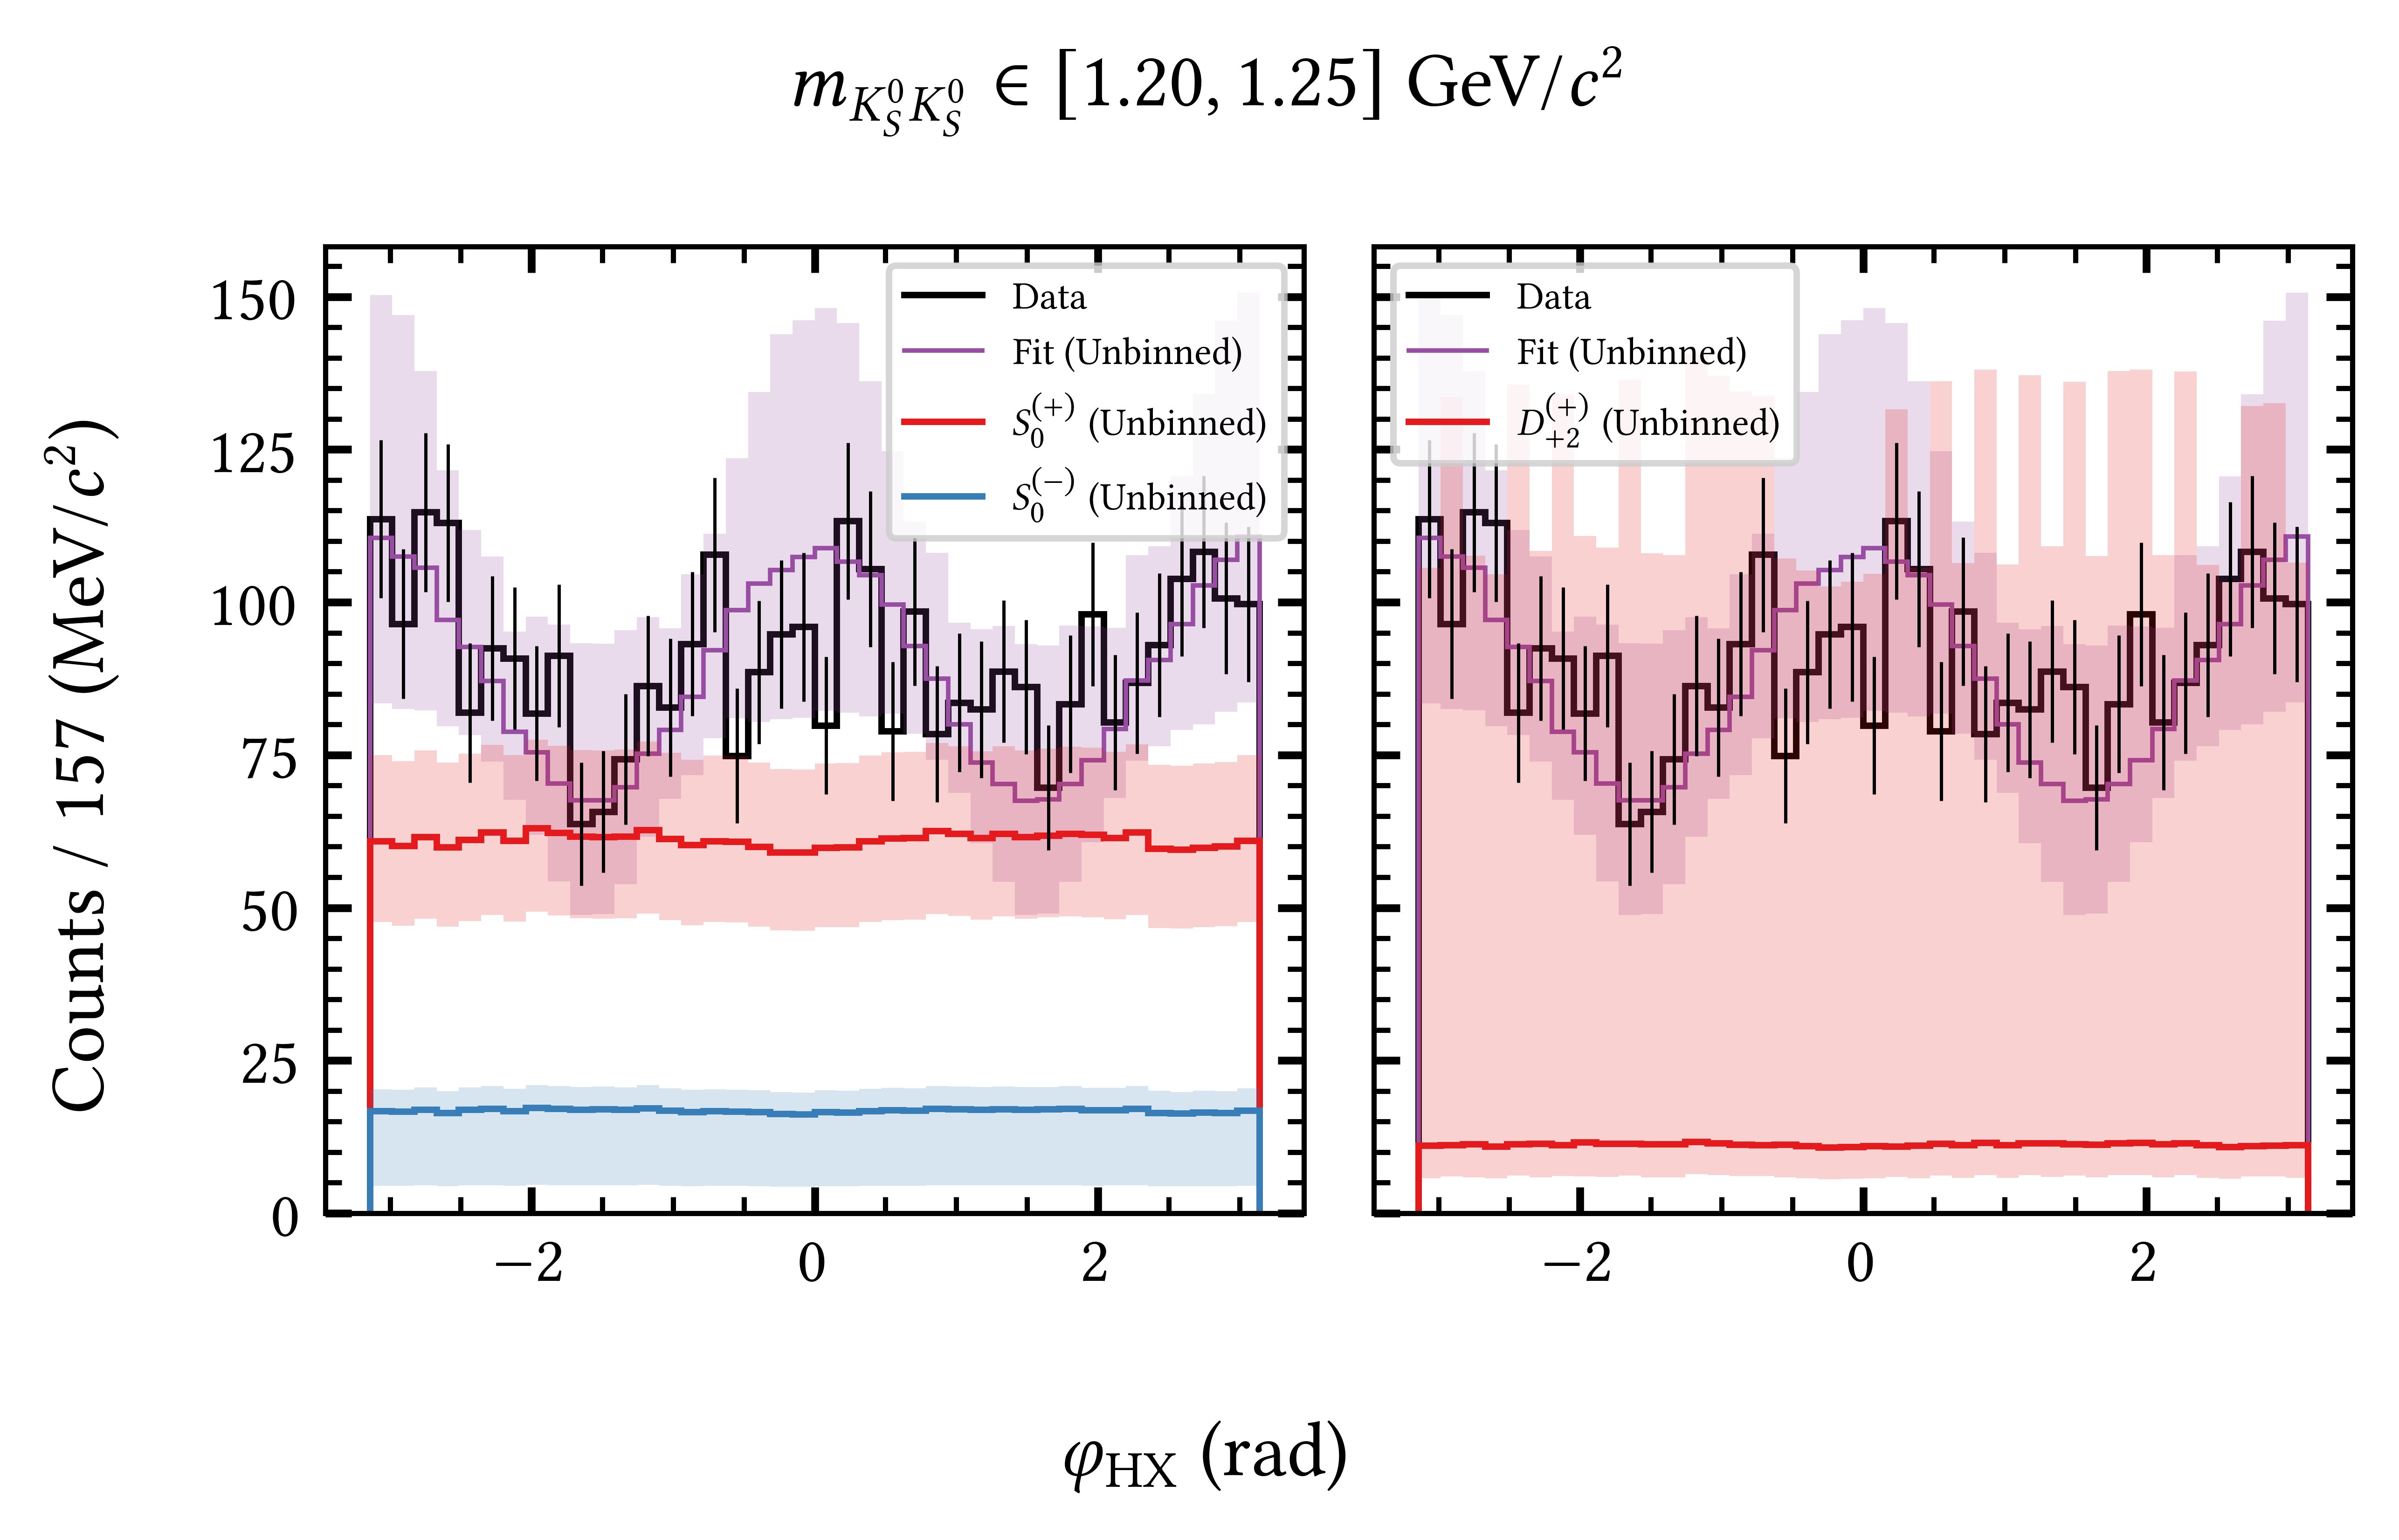 m_{K_S^0 K_S^0} ∈ [1.20, 1.25] GeV/c²
Counts / 157 (MeV/c²)
150
125
100
75
50
25
0
Data
Fit (Unbinned)
S_0^{(+)} (Unbinned)
S_0^{(−)} (Unbinned)
Data
Fit (Unbinned)
D_{+2}^{(+)} (Unbinned)
−2 0 2
−2 0 2
φ_{HX} (rad)